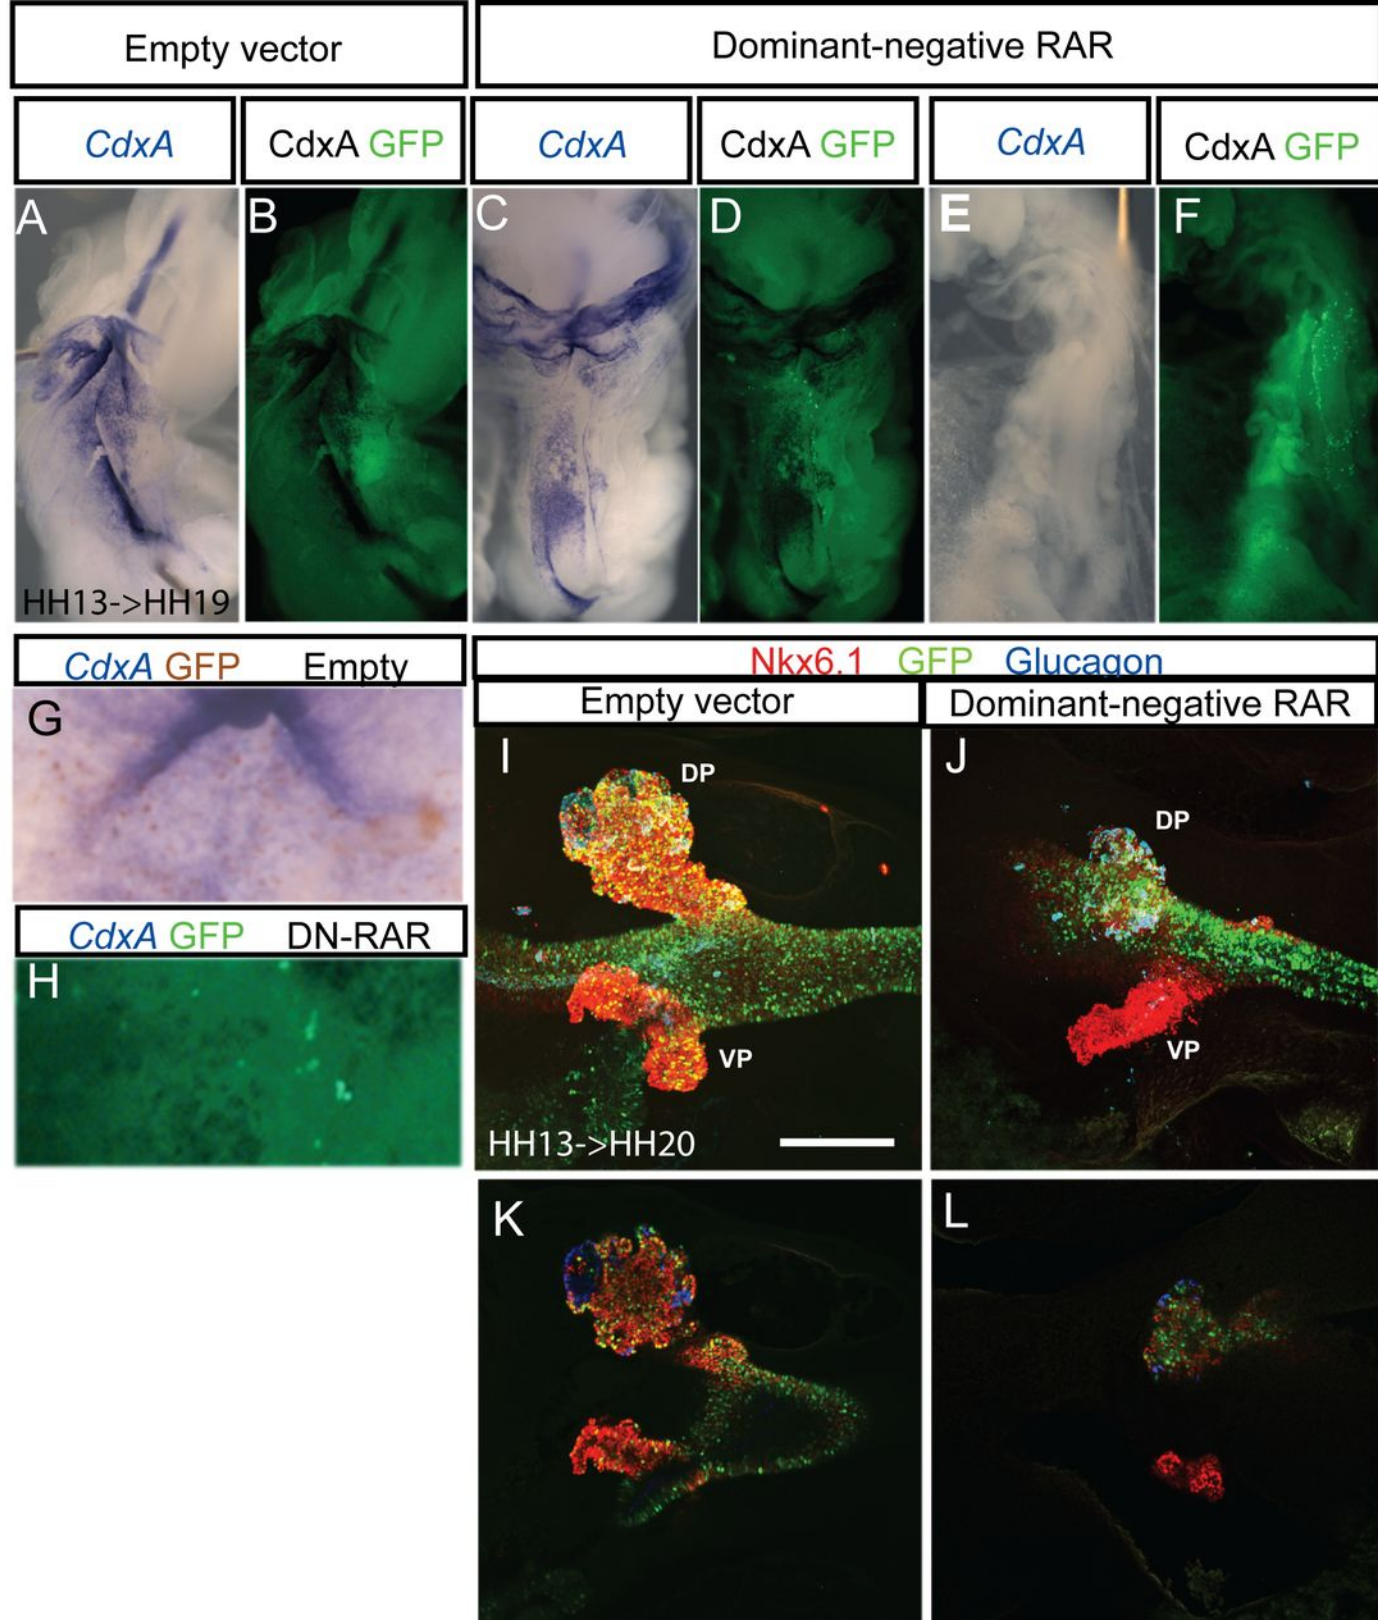 Empty vector
Dominant-negative RAR
CdxA
CdxA GFP
CdxA
CdxA GFP
CdxA
CdxA GFP
A
B
C
D
E
F
HH13->HH19
CdxA GFP Empty
Nkx6.1 GFP Glucagon
Empty vector
Dominant-negative RAR
G
I
DP
J
DP
CdxA GFP DN-RAR
H
VP
VP
HH13->HH20
K
L